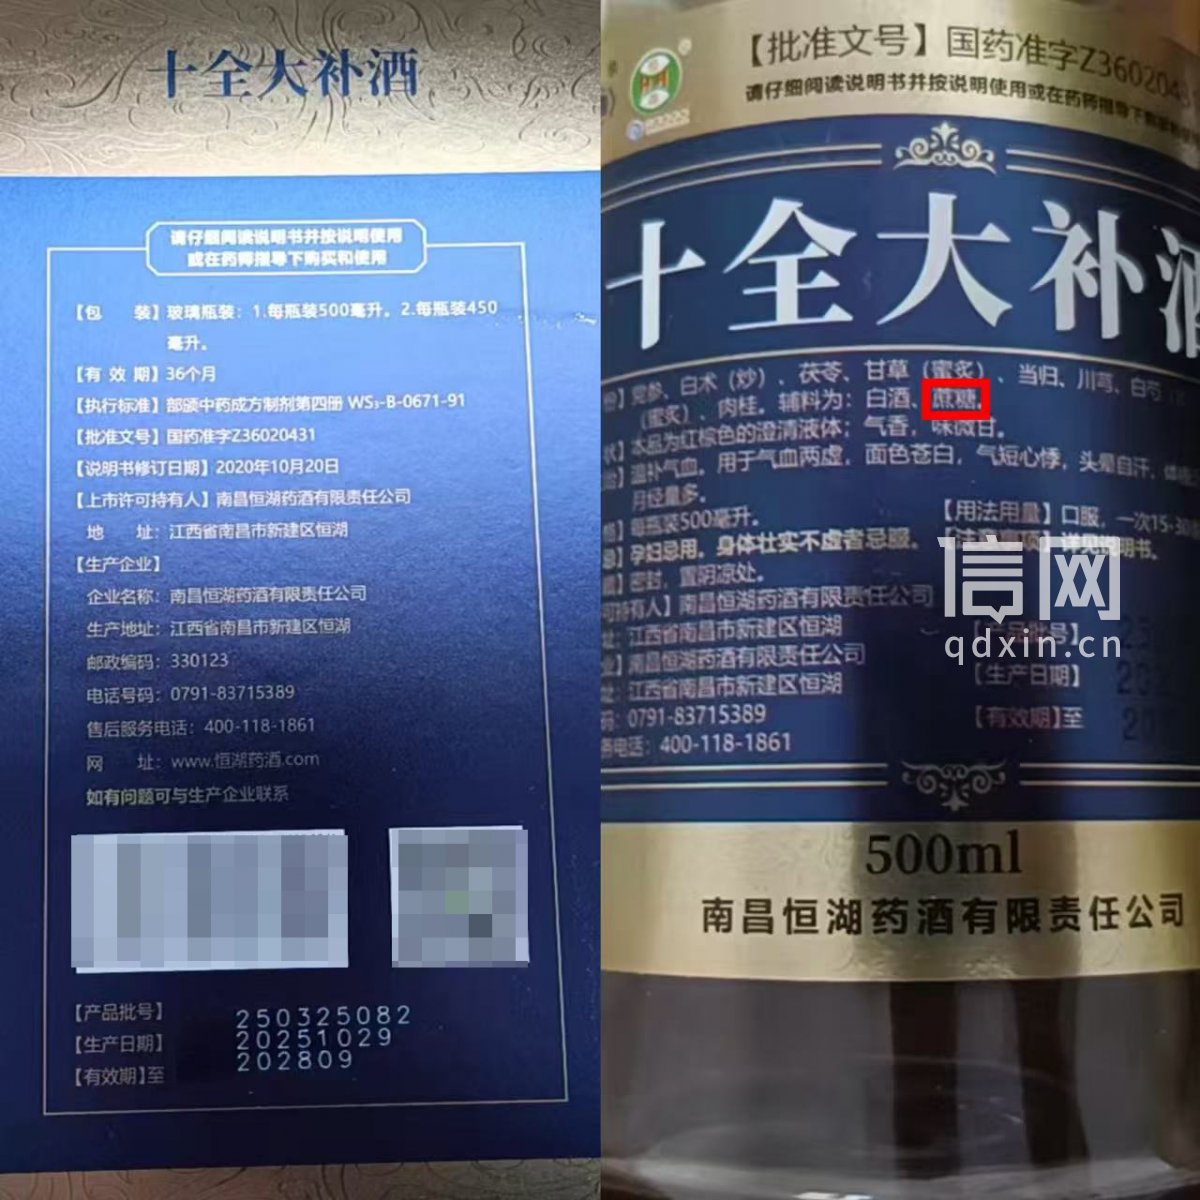 十全大补酒
请仔细阅读说明书并按说明使用
或在药师指导下购买和使用
【包 装】玻璃瓶装：1.每瓶装500毫升。2.每瓶装450
毫升。
【有 效 期】36个月
【执行标准】部颁中药成方制剂第四册 WS₃-B-0671-91
【批准文号】国药准字Z36020431
【说明书修订日期】2020年10月20日
【上市许可持有人】南昌恒湖药酒有限责任公司
地 址：江西省南昌市新建区恒湖
【生产企业】
企业名称：南昌恒湖药酒有限责任公司
生产地址：江西省南昌市新建区恒湖
邮政编码：330123
电话号码：0791-83715389
售后服务电话：400-118-1861
网 址：www.恒湖药酒.com
如有问题可与生产企业联系
【产品批号】 250325082
【生产日期】 20251029
【有效期】至 202809
【批准文号】国药准字Z3602043
请仔细阅读说明书并按说明使用或在药师指导下
十全大补酒
党参、白术（炒）、茯苓、甘草（蜜炙）、当归、川芎、白芍
（蜜炙）、肉桂。辅料为：白酒、蔗糖。
本品为红棕色的澄清液体；气香，味微甘。
温补气血。用于气血两虚，面色苍白，气短心悸，头晕自汗，
月经量多。
每瓶装500毫升。 【用法用量】口服，一次15-30
孕妇忌用。身体壮实不虚者忌服。 详见说明书。
密封，置阴凉处。
可持有人】南昌恒湖药酒有限责任公司
江西省南昌市新建区恒湖 【产品批号】
南昌恒湖药酒有限责任公司
江西省南昌市新建区恒湖 【生产日期】 20
0791-83715389 【有效期】至 20
务电话：400-118-1861
信网
qdxin.cn
500ml
南昌恒湖药酒有限责任公司